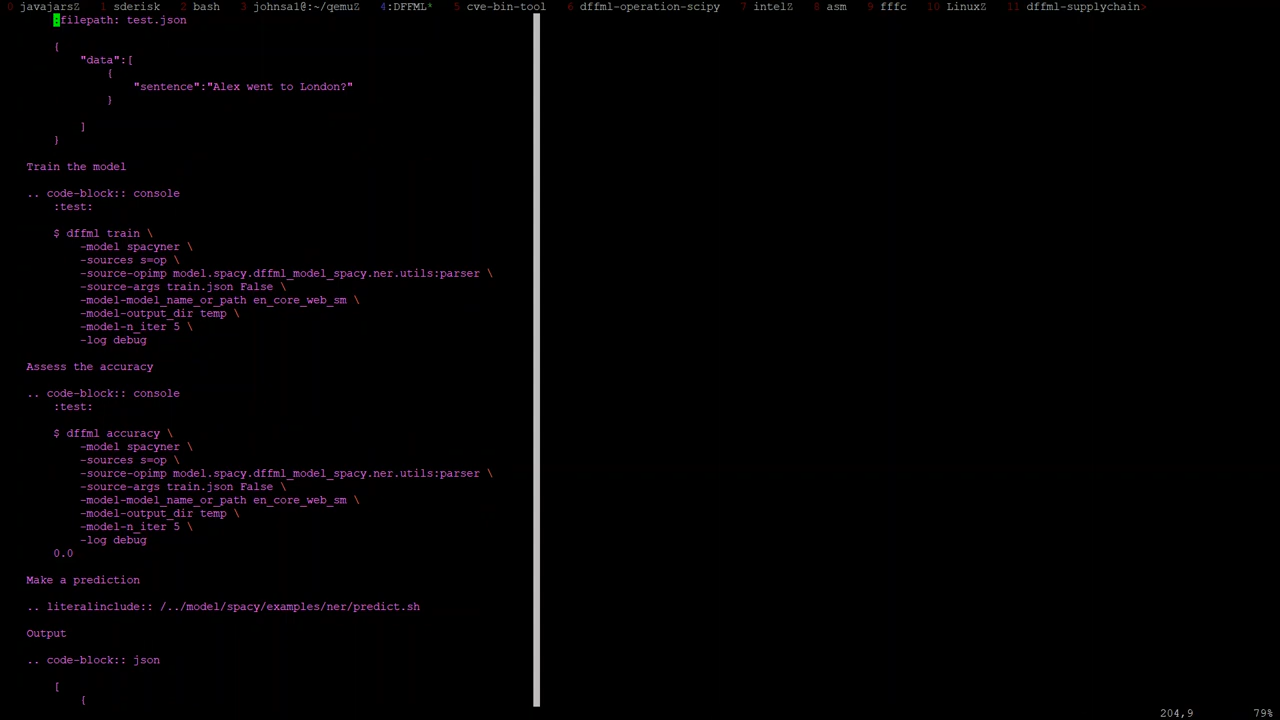 0 javajarsZ  1 sderisk  2 bash  3 johnsal@:~/qemuZ  4:DFFML*  5 cve-bin-tool  6 dffml-operation-scipy  7 intelZ  8 asm  9 fffc  10 LinuxZ  11 dffml-supplychain>
:filepath: test.json
{
"data":[
{
"sentence":"Alex went to London?"
}
]
}
Train the model
.. code-block:: console
:test:
$ dffml train \
-model spacyner \
-sources s=op \
-source-opimp model.spacy.dffml_model_spacy.ner.utils:parser \
-source-args train.json False \
-model-model_name_or_path en_core_web_sm \
-model-output_dir temp \
-model-n_iter 5 \
-log debug
Assess the accuracy
.. code-block:: console
:test:
$ dffml accuracy \
-model spacyner \
-sources s=op \
-source-opimp model.spacy.dffml_model_spacy.ner.utils:parser \
-source-args train.json False \
-model-model_name_or_path en_core_web_sm \
-model-output_dir temp \
-model-n_iter 5 \
-log debug
0.0
Make a prediction
.. literalinclude:: /../model/spacy/examples/ner/predict.sh
Output
.. code-block:: json
[
{
204,9  79%